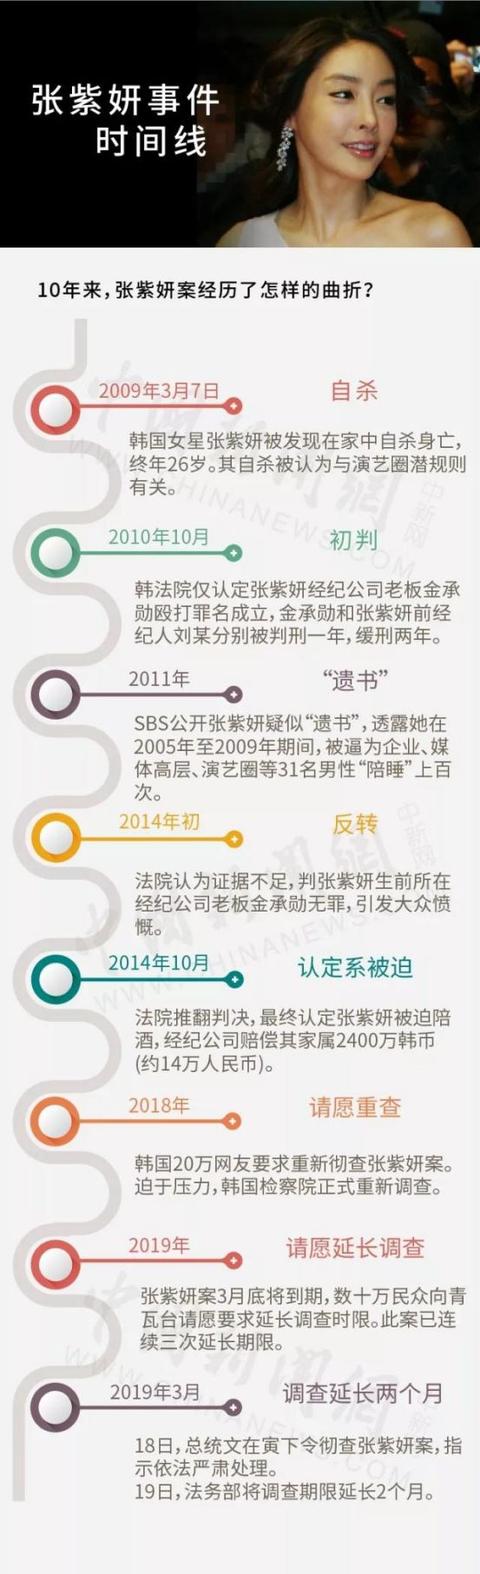 张紫妍事件
时间线
10年来，张紫妍案经历了怎样的曲折？
2009年3月7日
自杀
韩国女星张紫妍被发现在家中自杀身亡，
终年26岁。其自杀被认为与演艺圈潜规则
有关。
2010年10月
初判
韩法院仅认定张紫妍经纪公司老板金承
勋殴打罪名成立，金承勋和张紫妍前经
纪人刘某分别被判刑一年，缓刑两年。
2011年
“遗书”
SBS公开张紫妍疑似“遗书”，透露她在
2005年至2009年期间，被逼为企业、媒
体高层、演艺圈等31名男性“陪睡”上百
次。
2014年初
反转
法院认为证据不足，判张紫妍生前所在
经纪公司老板金承勋无罪，引发大众愤
慨。
2014年10月
认定系被迫
法院推翻判决，最终认定张紫妍被迫陪
酒，经纪公司赔偿其家属2400万韩币
(约14万人民币)。
2018年
请愿重查
韩国20万网友要求重新彻查张紫妍案。
迫于压力，韩国检察院正式重新调查。
2019年
请愿延长调查
张紫妍案3月底将到期，数十万民众向青
瓦台请愿要求延长调查时限。此案已连
续三次延长期限。
2019年3月
调查延长两个月
18日，总统文在寅下令彻查张紫妍案，指
示依法严肃处理。
19日，法务部将调查期限延长2个月。
中新网
WWW.CHINANEWS.COM